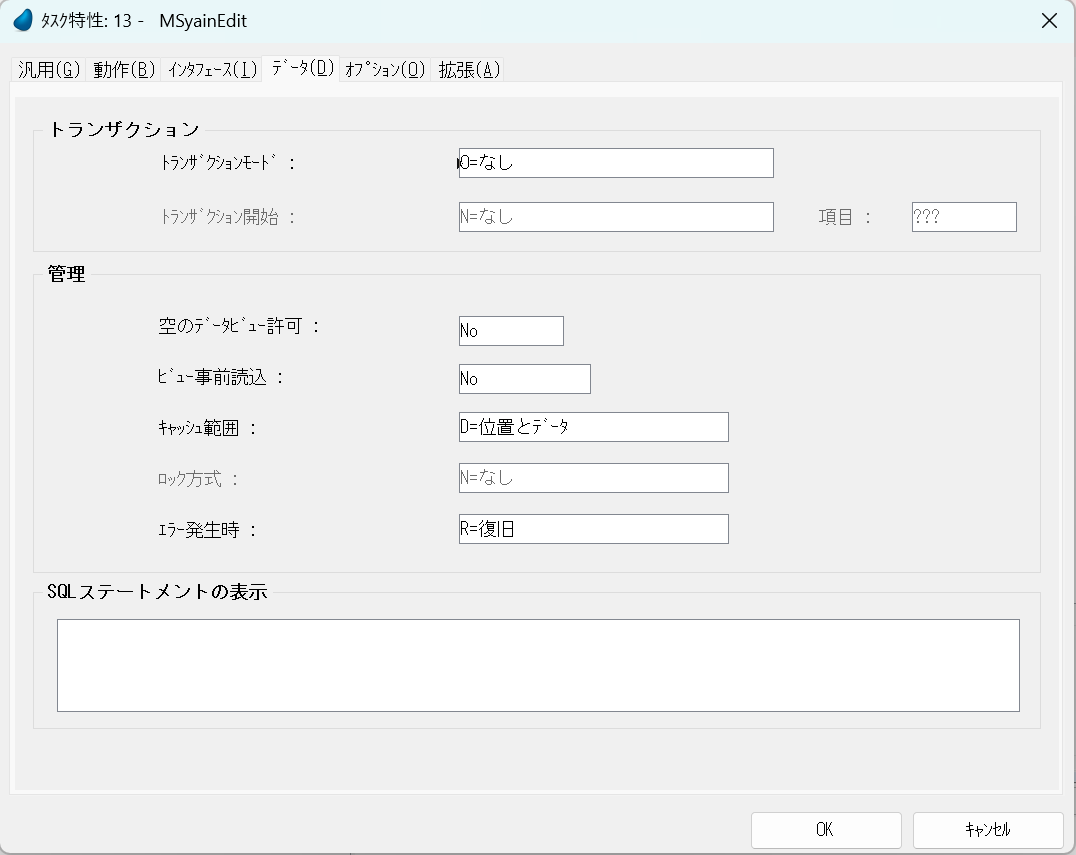 ﾀｽｸ特性: 13 -   MSyainEdit
汎用(G) 動作(B) ｲﾝﾀﾌｪｰｽ(I) ﾃﾞｰﾀ(D) ｵﾌﾟｼｮﾝ(O) 拡張(A)
トランザクション
ﾄﾗﾝｻﾞｸｼｮﾝﾓｰﾄﾞ : O=なし
ﾄﾗﾝｻﾞｸｼｮﾝ開始 : N=なし 項目 : ???
管理
空のﾃﾞｰﾀﾋﾞｭｰ許可 : No
ﾋﾞｭｰ事前読込 : No
ｷｬｯｼｭ範囲 : D=位置とﾃﾞｰﾀ
ﾛｯｸ方式 : N=なし
ｴﾗｰ発生時 : R=復旧
SQLステートメントの表示
OK ｷｬﾝｾﾙ